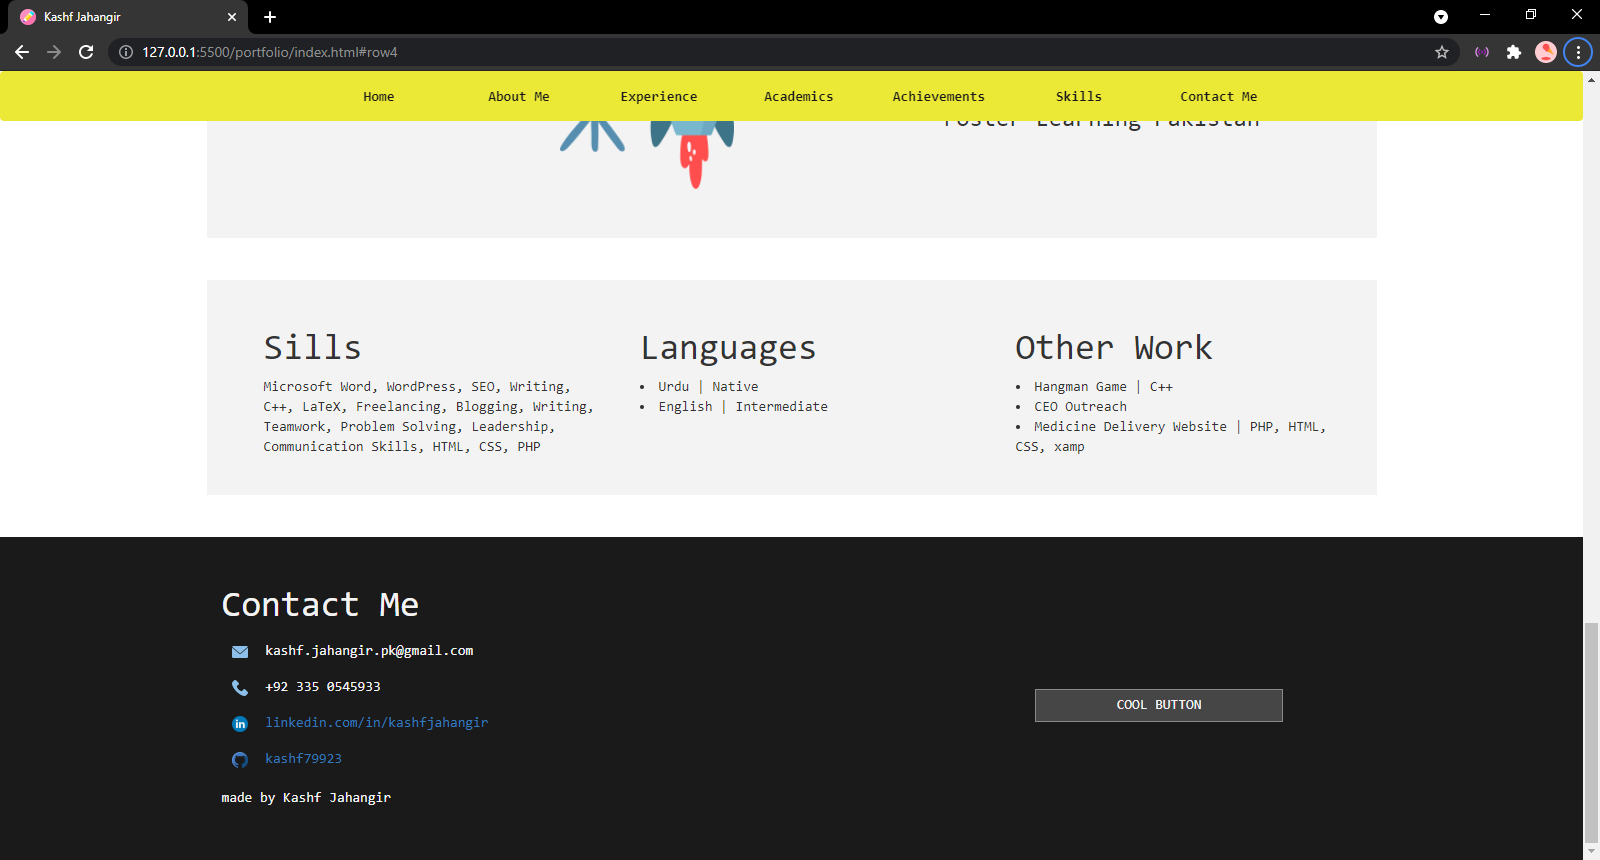 Kashf Jahangir
127.0.0.1:5500/portfolio/index.html#row4
Home About Me Experience Academics Achievements Skills Contact Me
Foster Learning Pakistan
Sills
Microsoft Word, WordPress, SEO, Writing,
C++, LaTeX, Freelancing, Blogging, Writing,
Teamwork, Problem Solving, Leadership,
Communication Skills, HTML, CSS, PHP
Languages
• Urdu | Native
• English | Intermediate
Other Work
• Hangman Game | C++
• CEO Outreach
• Medicine Delivery Website | PHP, HTML,
CSS, xamp
Contact Me
kashf.jahangir.pk@gmail.com
+92 335 0545933
linkedin.com/in/kashfjahangir
kashf79923
made by Kashf Jahangir
COOL BUTTON